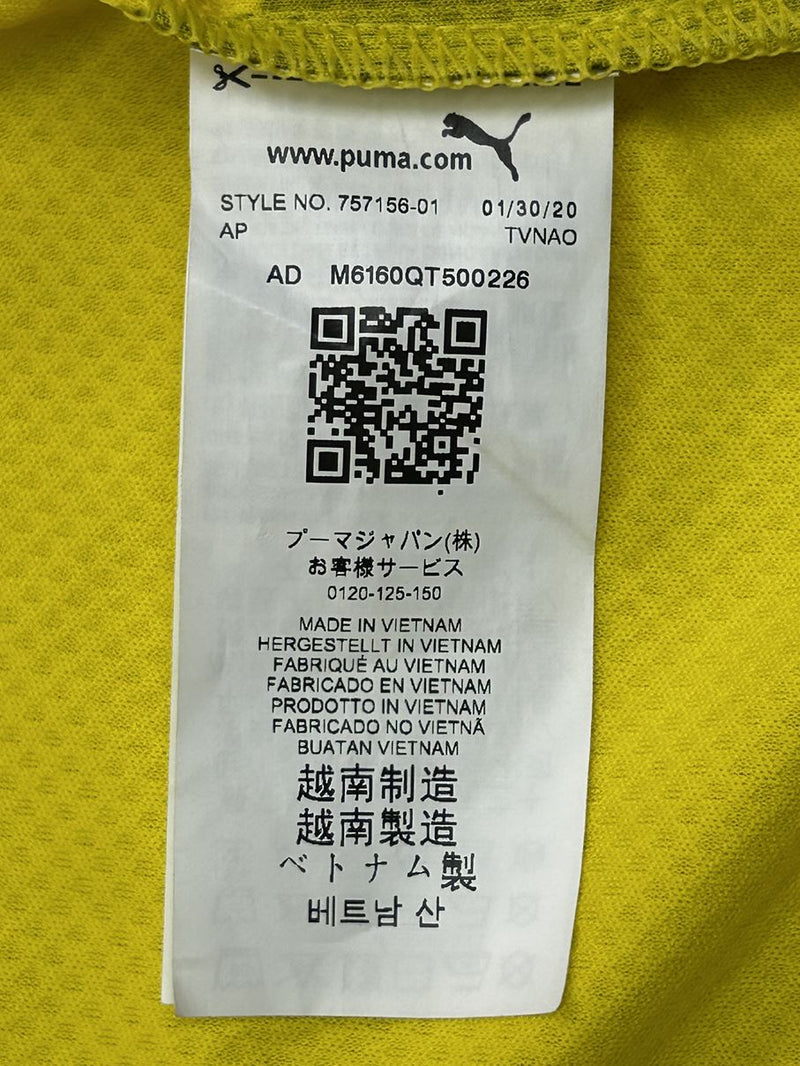 www.puma.com
STYLE NO. 757156-01 01/30/20
AP TVNAO
AD M6160QT500226
プーマジャパン(株)
お客様サービス
0120-125-150
MADE IN VIETNAM
HERGESTELLT IN VIETNAM
FABRIQUÉ AU VIETNAM
FABRICADO EN VIETNAM
PRODOTTO IN VIETNAM
FABRICADO NO VIETNÃ
BUATAN VIETNAM
越南制造
越南製造
ベトナム製
베트남 산